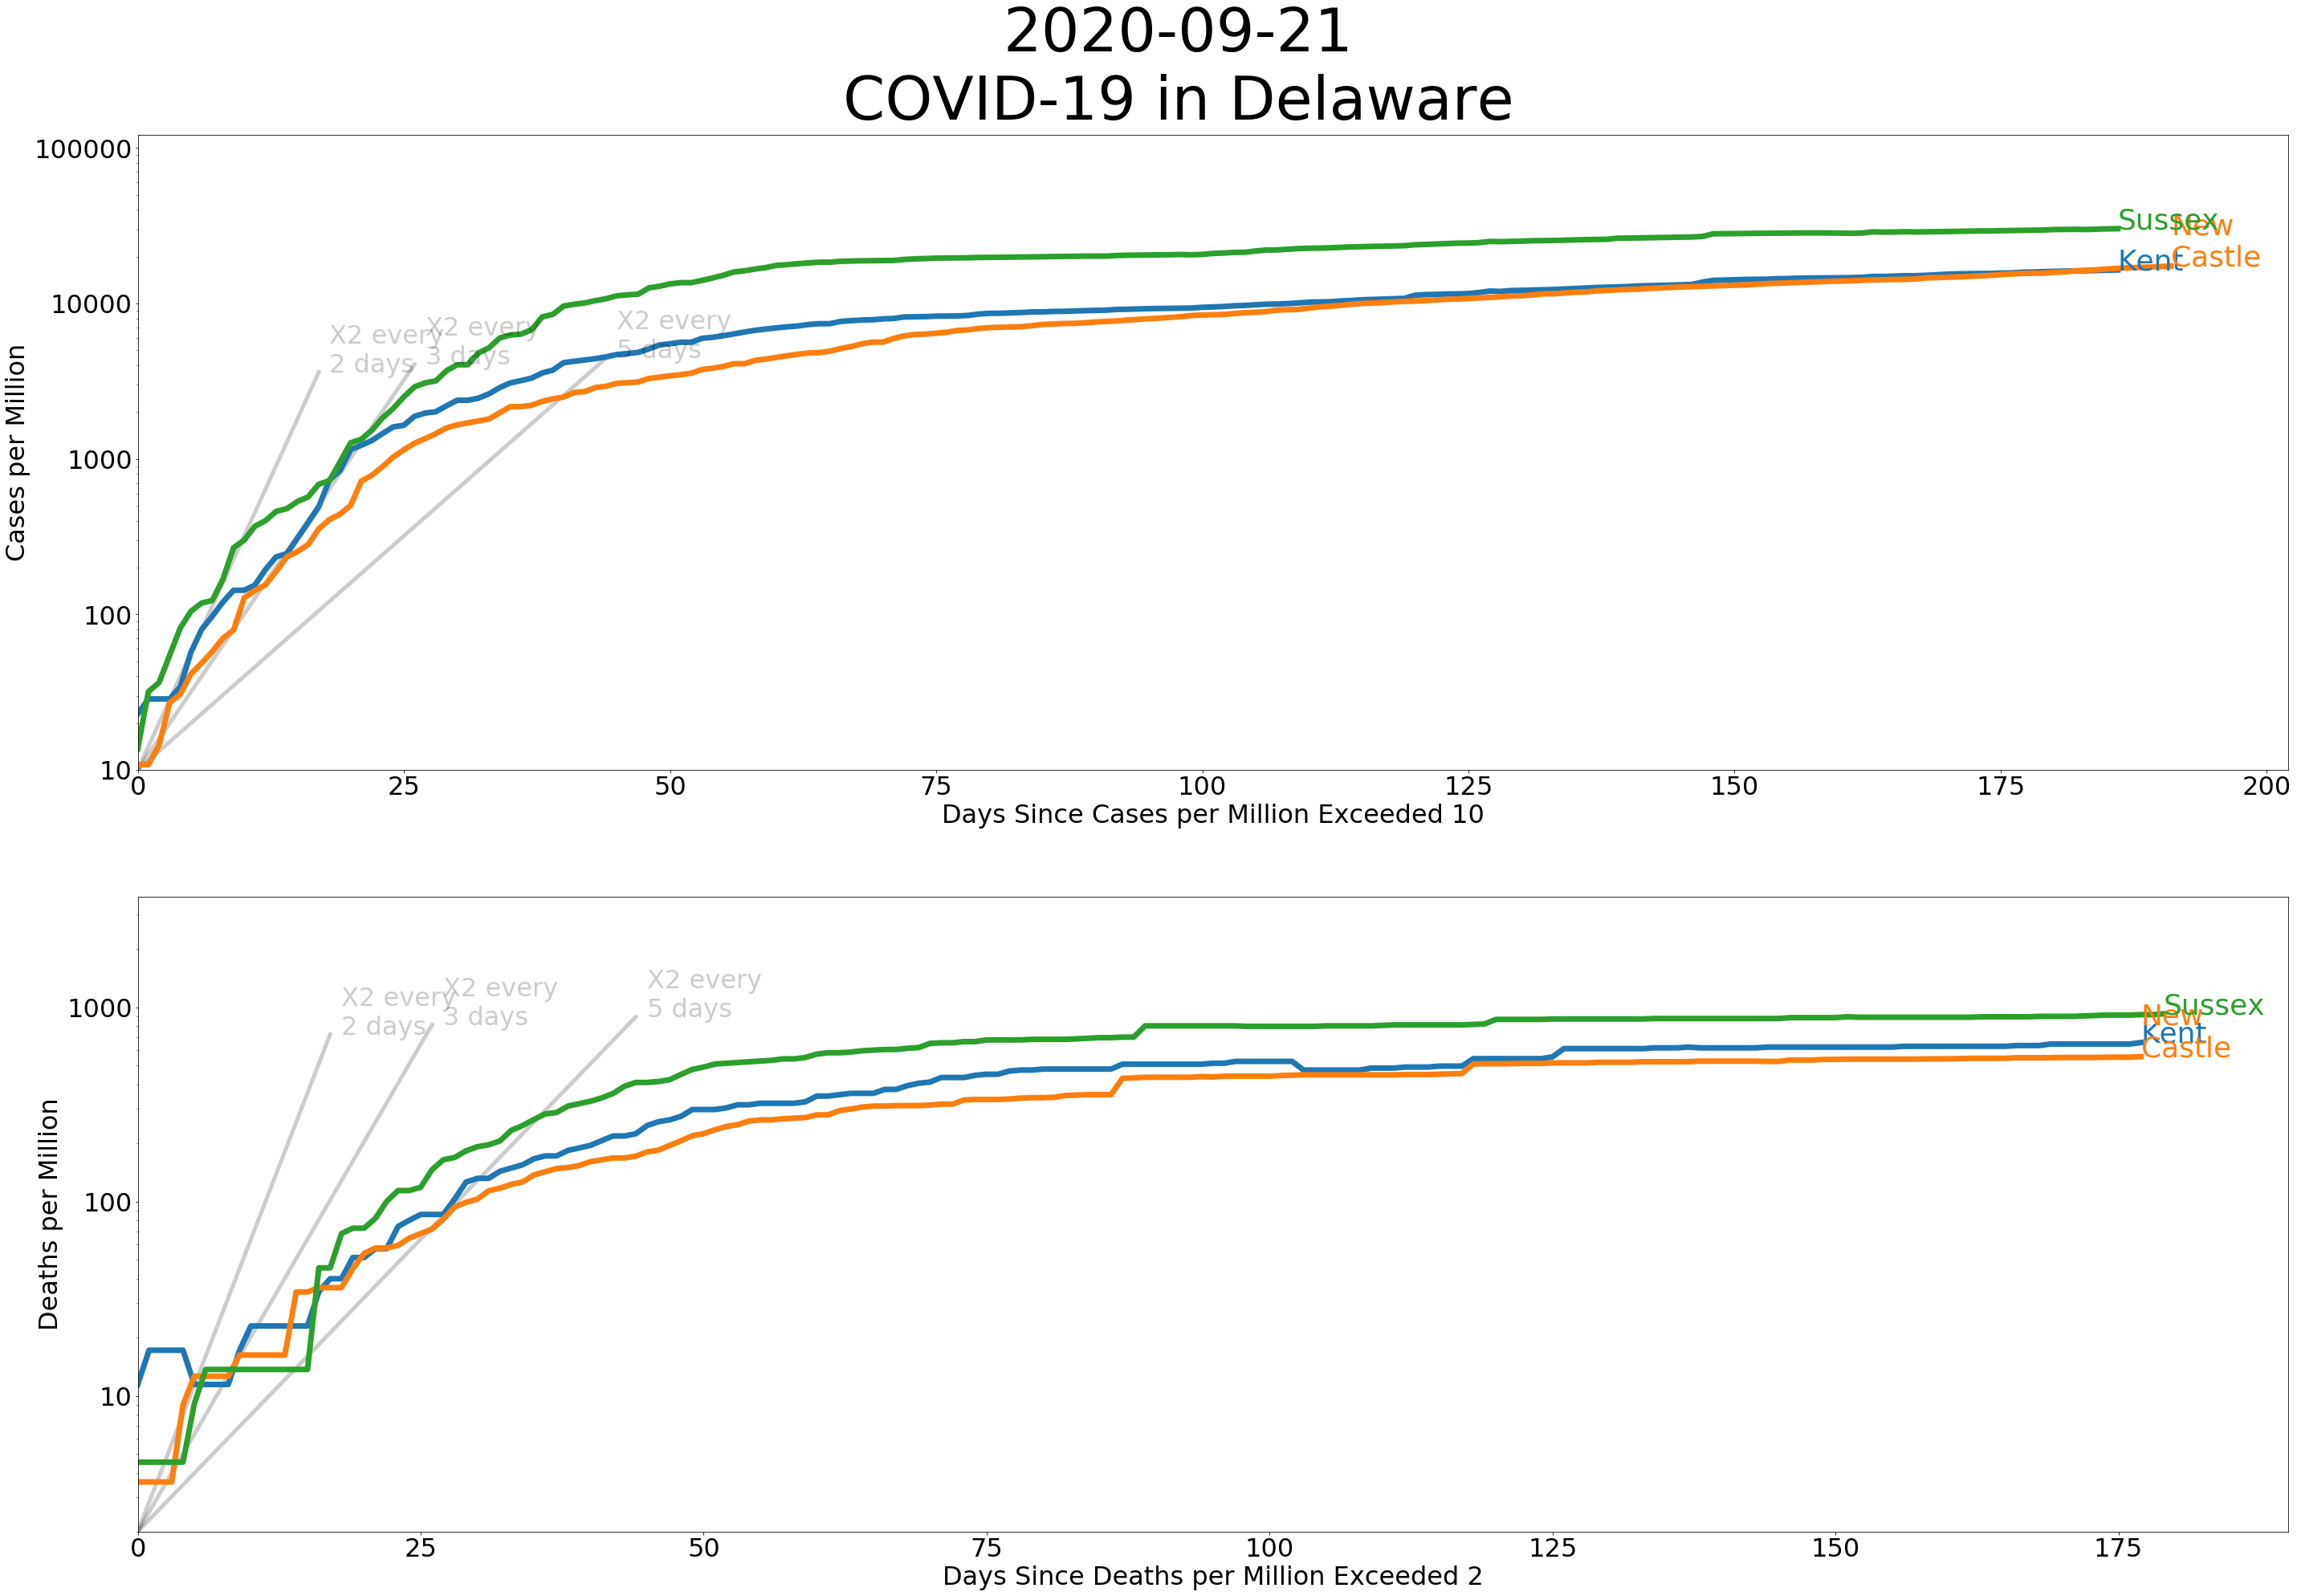 2020-09-21
COVID-19 in Delaware
100000
10000
1000
100
10
Cases per Million
X2 every
2 days
X2 every
3 days
X2 every
5 days
Sussex
New
Castle
Kent
0 25 50 75 100 125 150 175 200
Days Since Cases per Million Exceeded 10
1000
100
10
Deaths per Million
X2 every
2 days
X2 every
3 days
X2 every
5 days
Sussex
New
Castle
Kent
0 25 50 75 100 125 150 175
Days Since Deaths per Million Exceeded 2